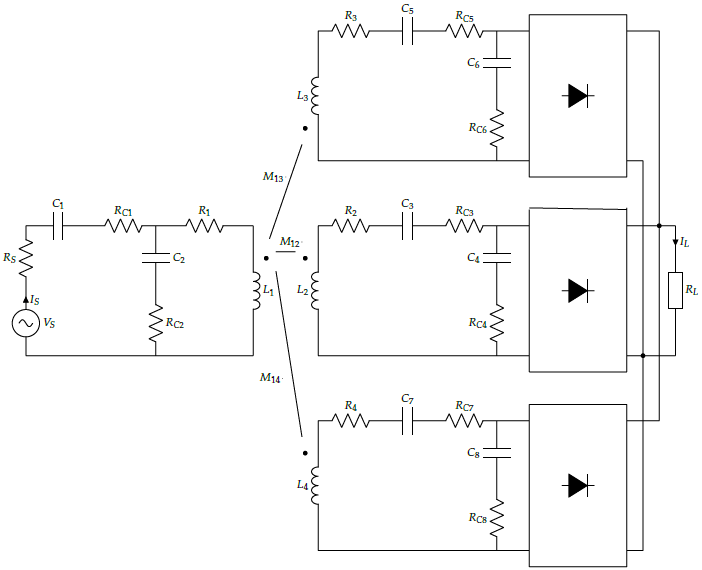 R3 C5 RC5
C6
L3
RC6
M13
C1 RC1 R1
R2 C3 RC3
M12
RS C2 C4 IL
L1 L2 RL
IS
VS RC2 RC4
M14
R4 C7 RC7
C8
L4
RC8